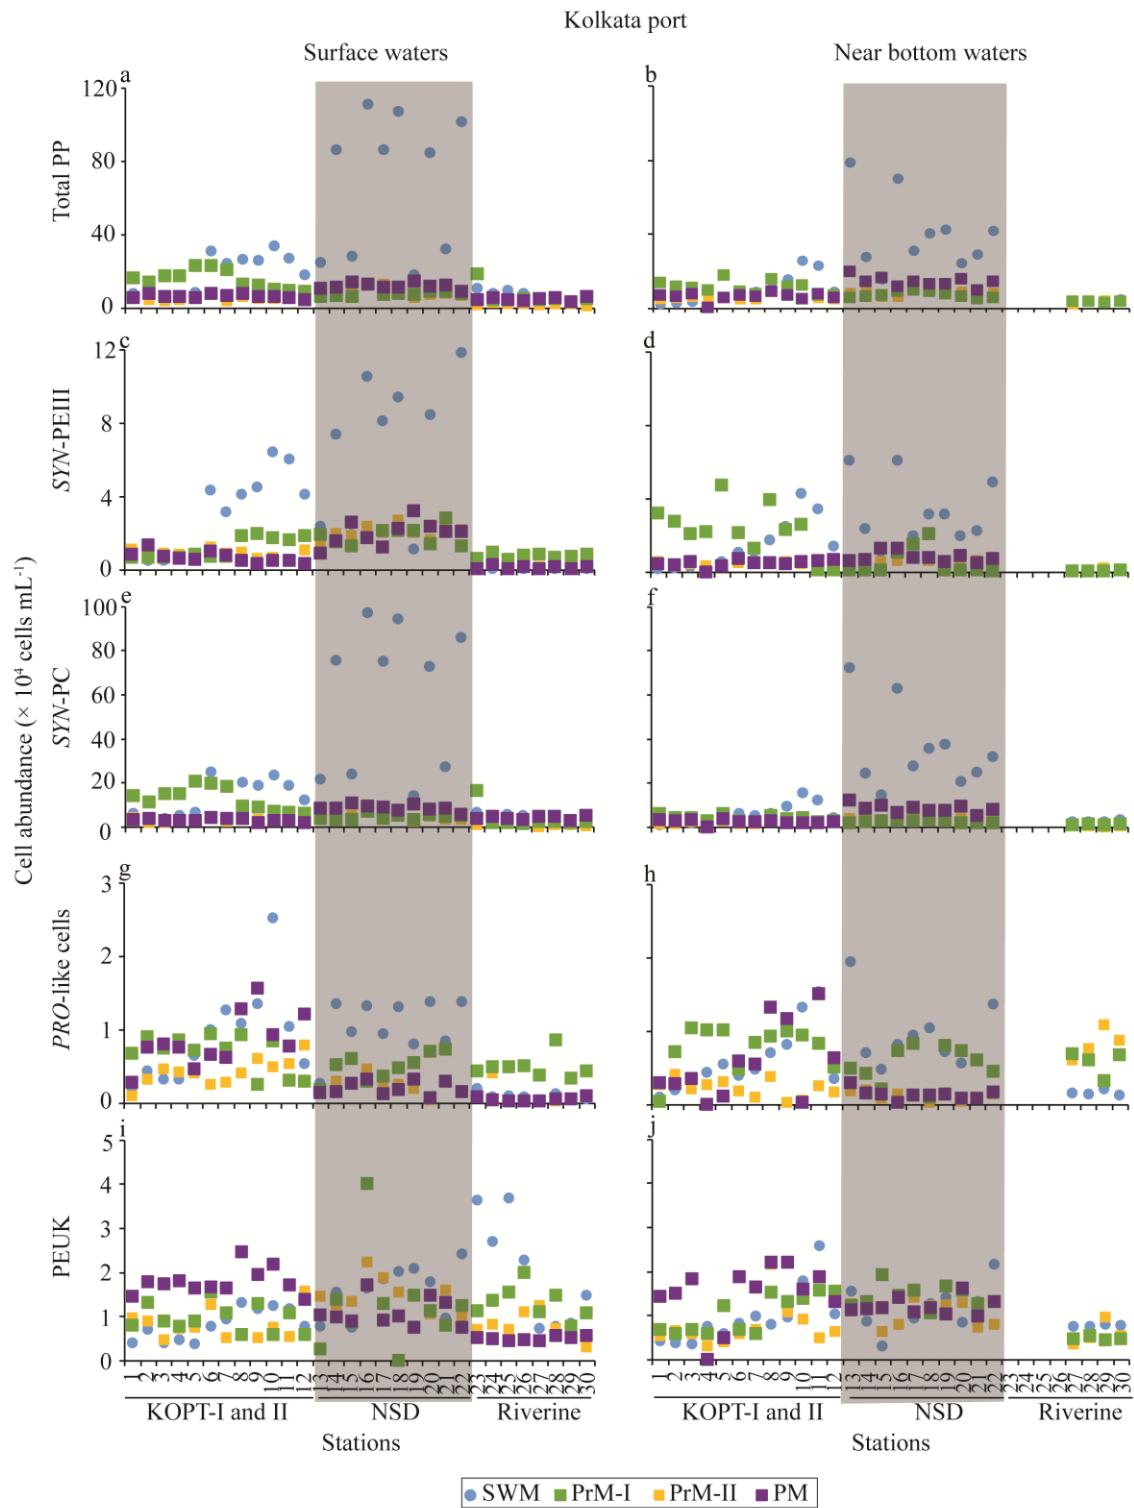 Kolkata port
Surface waters Near bottom waters
a b
Total PP
120
80
40
0
c d
SYN-PEIII
12
8
4
0
e f
SYN-PC
100
80
60
40
20
0
g h
PRO-like cells
3
2
1
0
i j
PEUK
5
4
3
2
1
0
Cell abundance (× 10⁴ cells mL⁻¹)
1 2 3 4 5 6 7 8 9 10 11 12 13 14 15 16 17 18 19 20 21 22 23 24 25 26 27 28 29 30
1 2 3 4 5 6 7 8 9 10 11 12 13 14 15 16 17 18 19 20 21 22 23 24 25 26 27 28 29 30
KOPT-I and II NSD Riverine KOPT-I and II NSD Riverine
Stations Stations
SWM PrM-I PrM-II PM